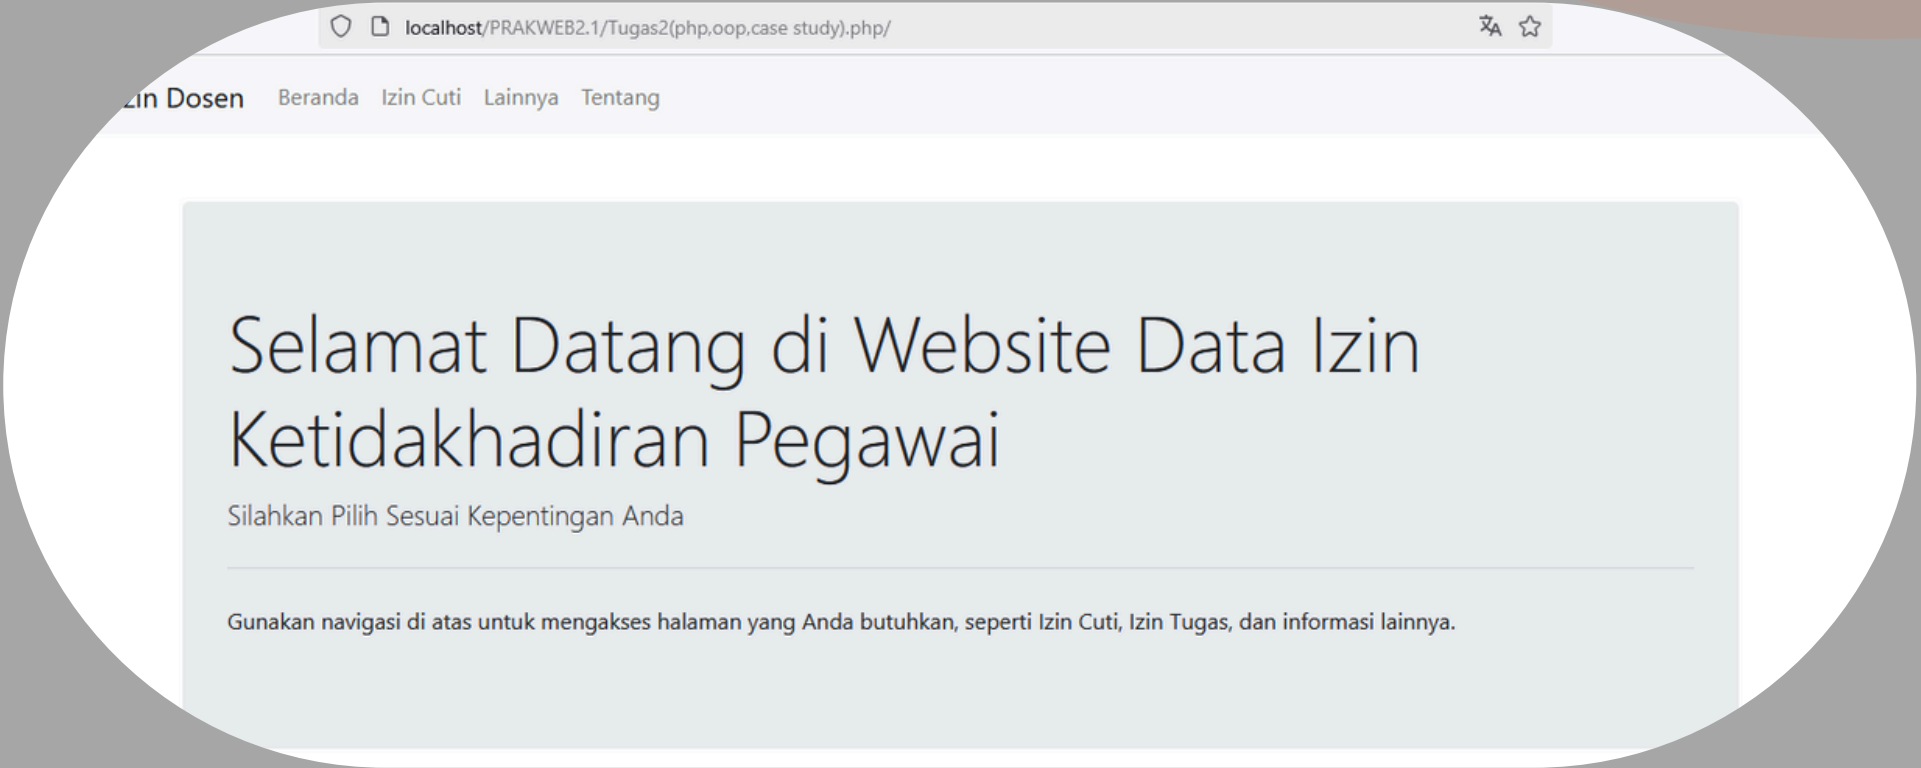 localhost/PRAKWEB2.1/Tugas2(php,oop,case study).php/
Dosen Beranda Izin Cuti Lainnya Tentang
Selamat Datang di Website Data Izin
Ketidakhadiran Pegawai
Silahkan Pilih Sesuai Kepentingan Anda
Gunakan navigasi di atas untuk mengakses halaman yang Anda butuhkan, seperti Izin Cuti, Izin Tugas, dan informasi lainnya.